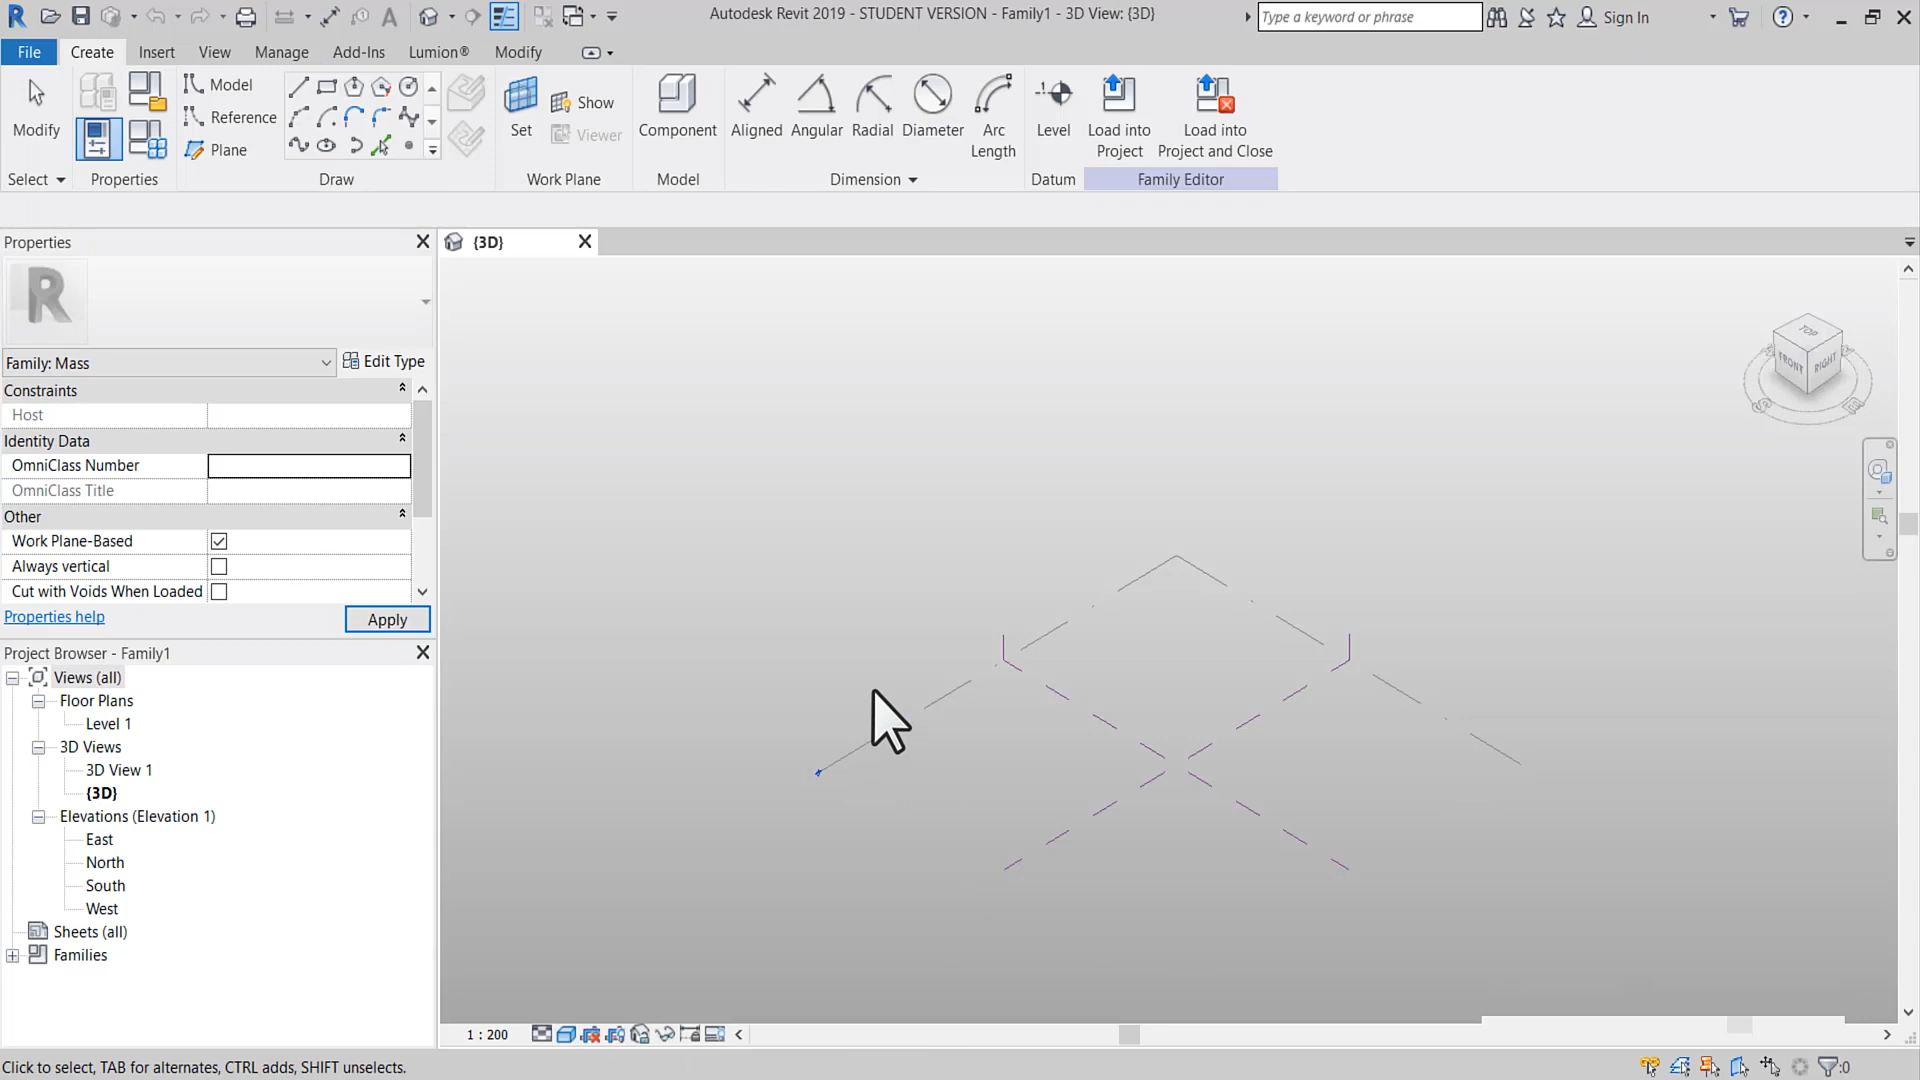 Autodesk Revit 2019 - STUDENT VERSION - Family1 - 3D View: {3D}
Type a keyword or phrase
Sign In
File
Create
Insert
View
Manage
Add-Ins
Lumion®
Modify
Modify
Model
Reference
Plane
Set
Show
Viewer
Component
Aligned
Angular
Radial
Diameter
Arc
Length
Level
Load into
Project
Load into
Project and Close
Select
Properties
Draw
Work Plane
Model
Dimension
Datum
Family Editor
Properties
{3D}
R
Family: Mass
Edit Type
Constraints
Host
Identity Data
OmniClass Number
OmniClass Title
Other
Work Plane-Based
Always vertical
Cut with Voids When Loaded
Properties help
Apply
Project Browser - Family1
Views (all)
Floor Plans
Level 1
3D Views
3D View 1
{3D}
Elevations (Elevation 1)
East
North
South
West
Sheets (all)
Families
TOP
FRONT
RIGHT
S
E
1 : 200
Click to select, TAB for alternates, CTRL adds, SHIFT unselects.
:0